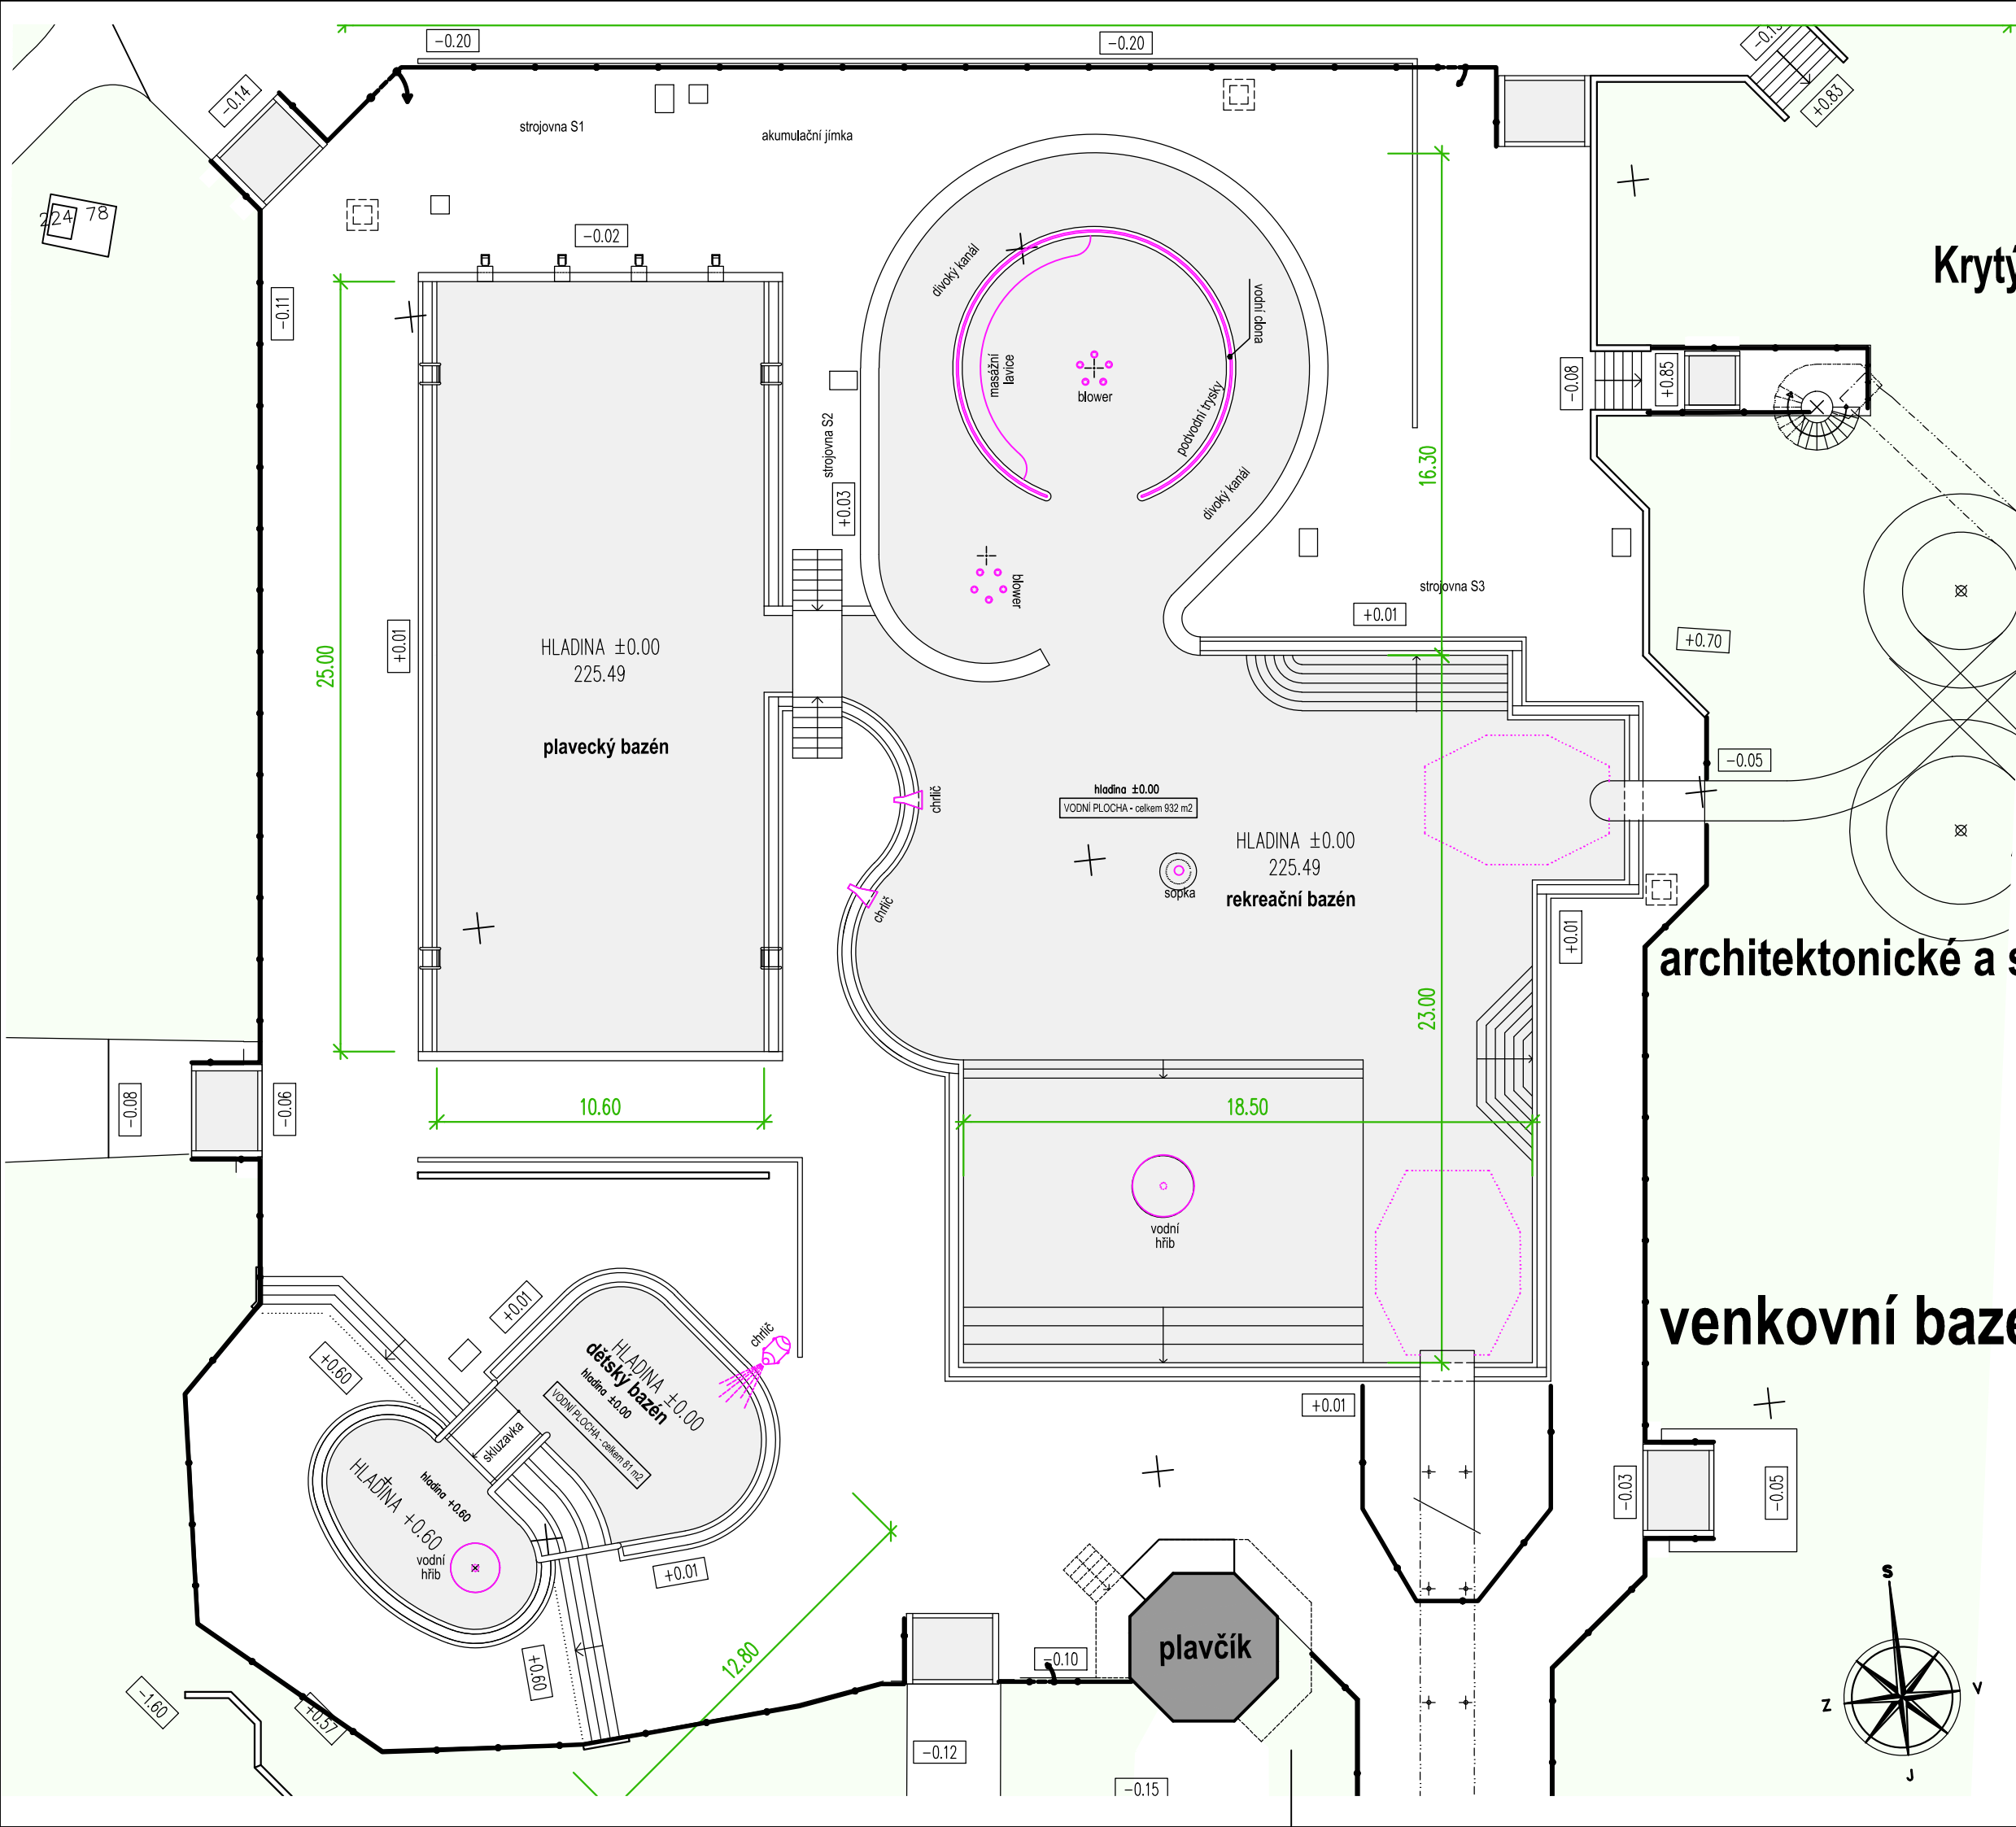 -0.20
-0.20
-0.14
+0.83
strojovna S1
akumulační jímka
224 78
-0.02
-0.11
divoký kanál
vodní clona
masážní
lavice
blower
podvodní trysky
divoký kanál
strojovna S2
+0.03
16.30
-0.08
+0.85
Krytý
blower
strojovna S3
+0.01
+0.70
25.00
+0.01
HLADINA ±0.00
225.49
plavecký bazén
-0.05
chrlič
hladina ±0.00
VODNÍ PLOCHA - celkem 932 m2
HLADINA ±0.00
225.49
sopka
rekreační bazén
chrlič
+0.01
architektonické a s
23.00
-0.08
-0.06
10.60
18.50
vodní
hřib
venkovní baz
+0.01
chrlič
+0.60
HLADINA ±0.00
dětský bazén
hladina ±0.00
VODNÍ PLOCHA - celkem 81 m2
skluzavka
+0.01
HLADINA +0.60
hladina +0.60
vodní
hřib
+0.01
-0.03
-0.05
+0.60
12.80
-0.10
plavčík
-1.60
+0.57
-0.12
-0.15
S
V
Z
J